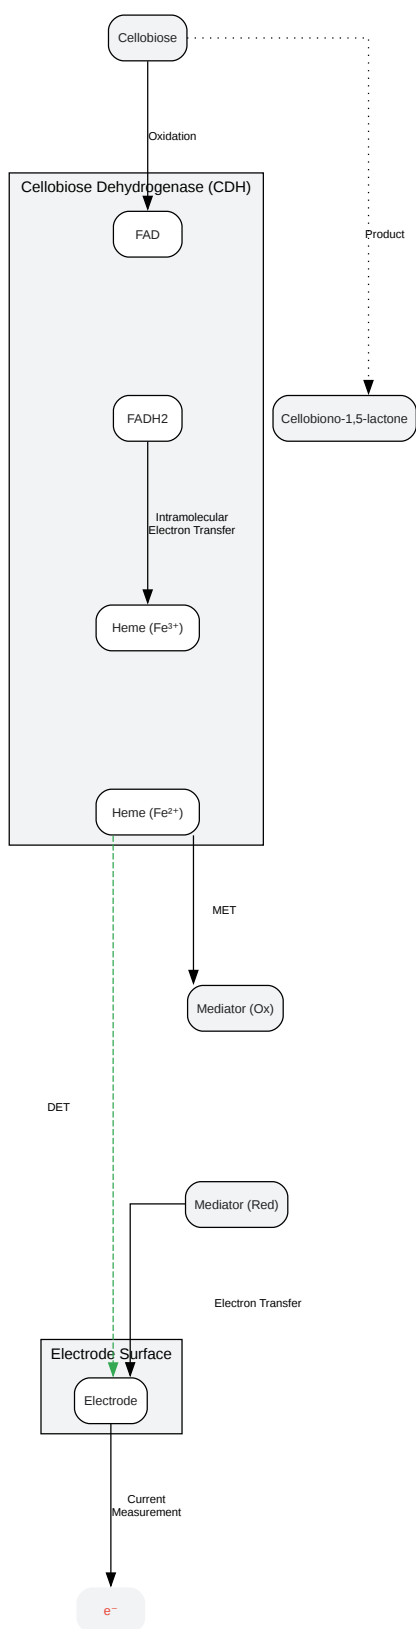 Cellobiose
Oxidation
Cellobiose Dehydrogenase (CDH)
FAD
Product
FADH2
Cellobiono-1,5-lactone
Intramolecular
Electron Transfer
Heme (Fe³⁺)
Heme (Fe²⁺)
MET
Mediator (Ox)
DET
Mediator (Red)
Electron Transfer
Electrode Surface
Electrode
Current
Measurement
e⁻